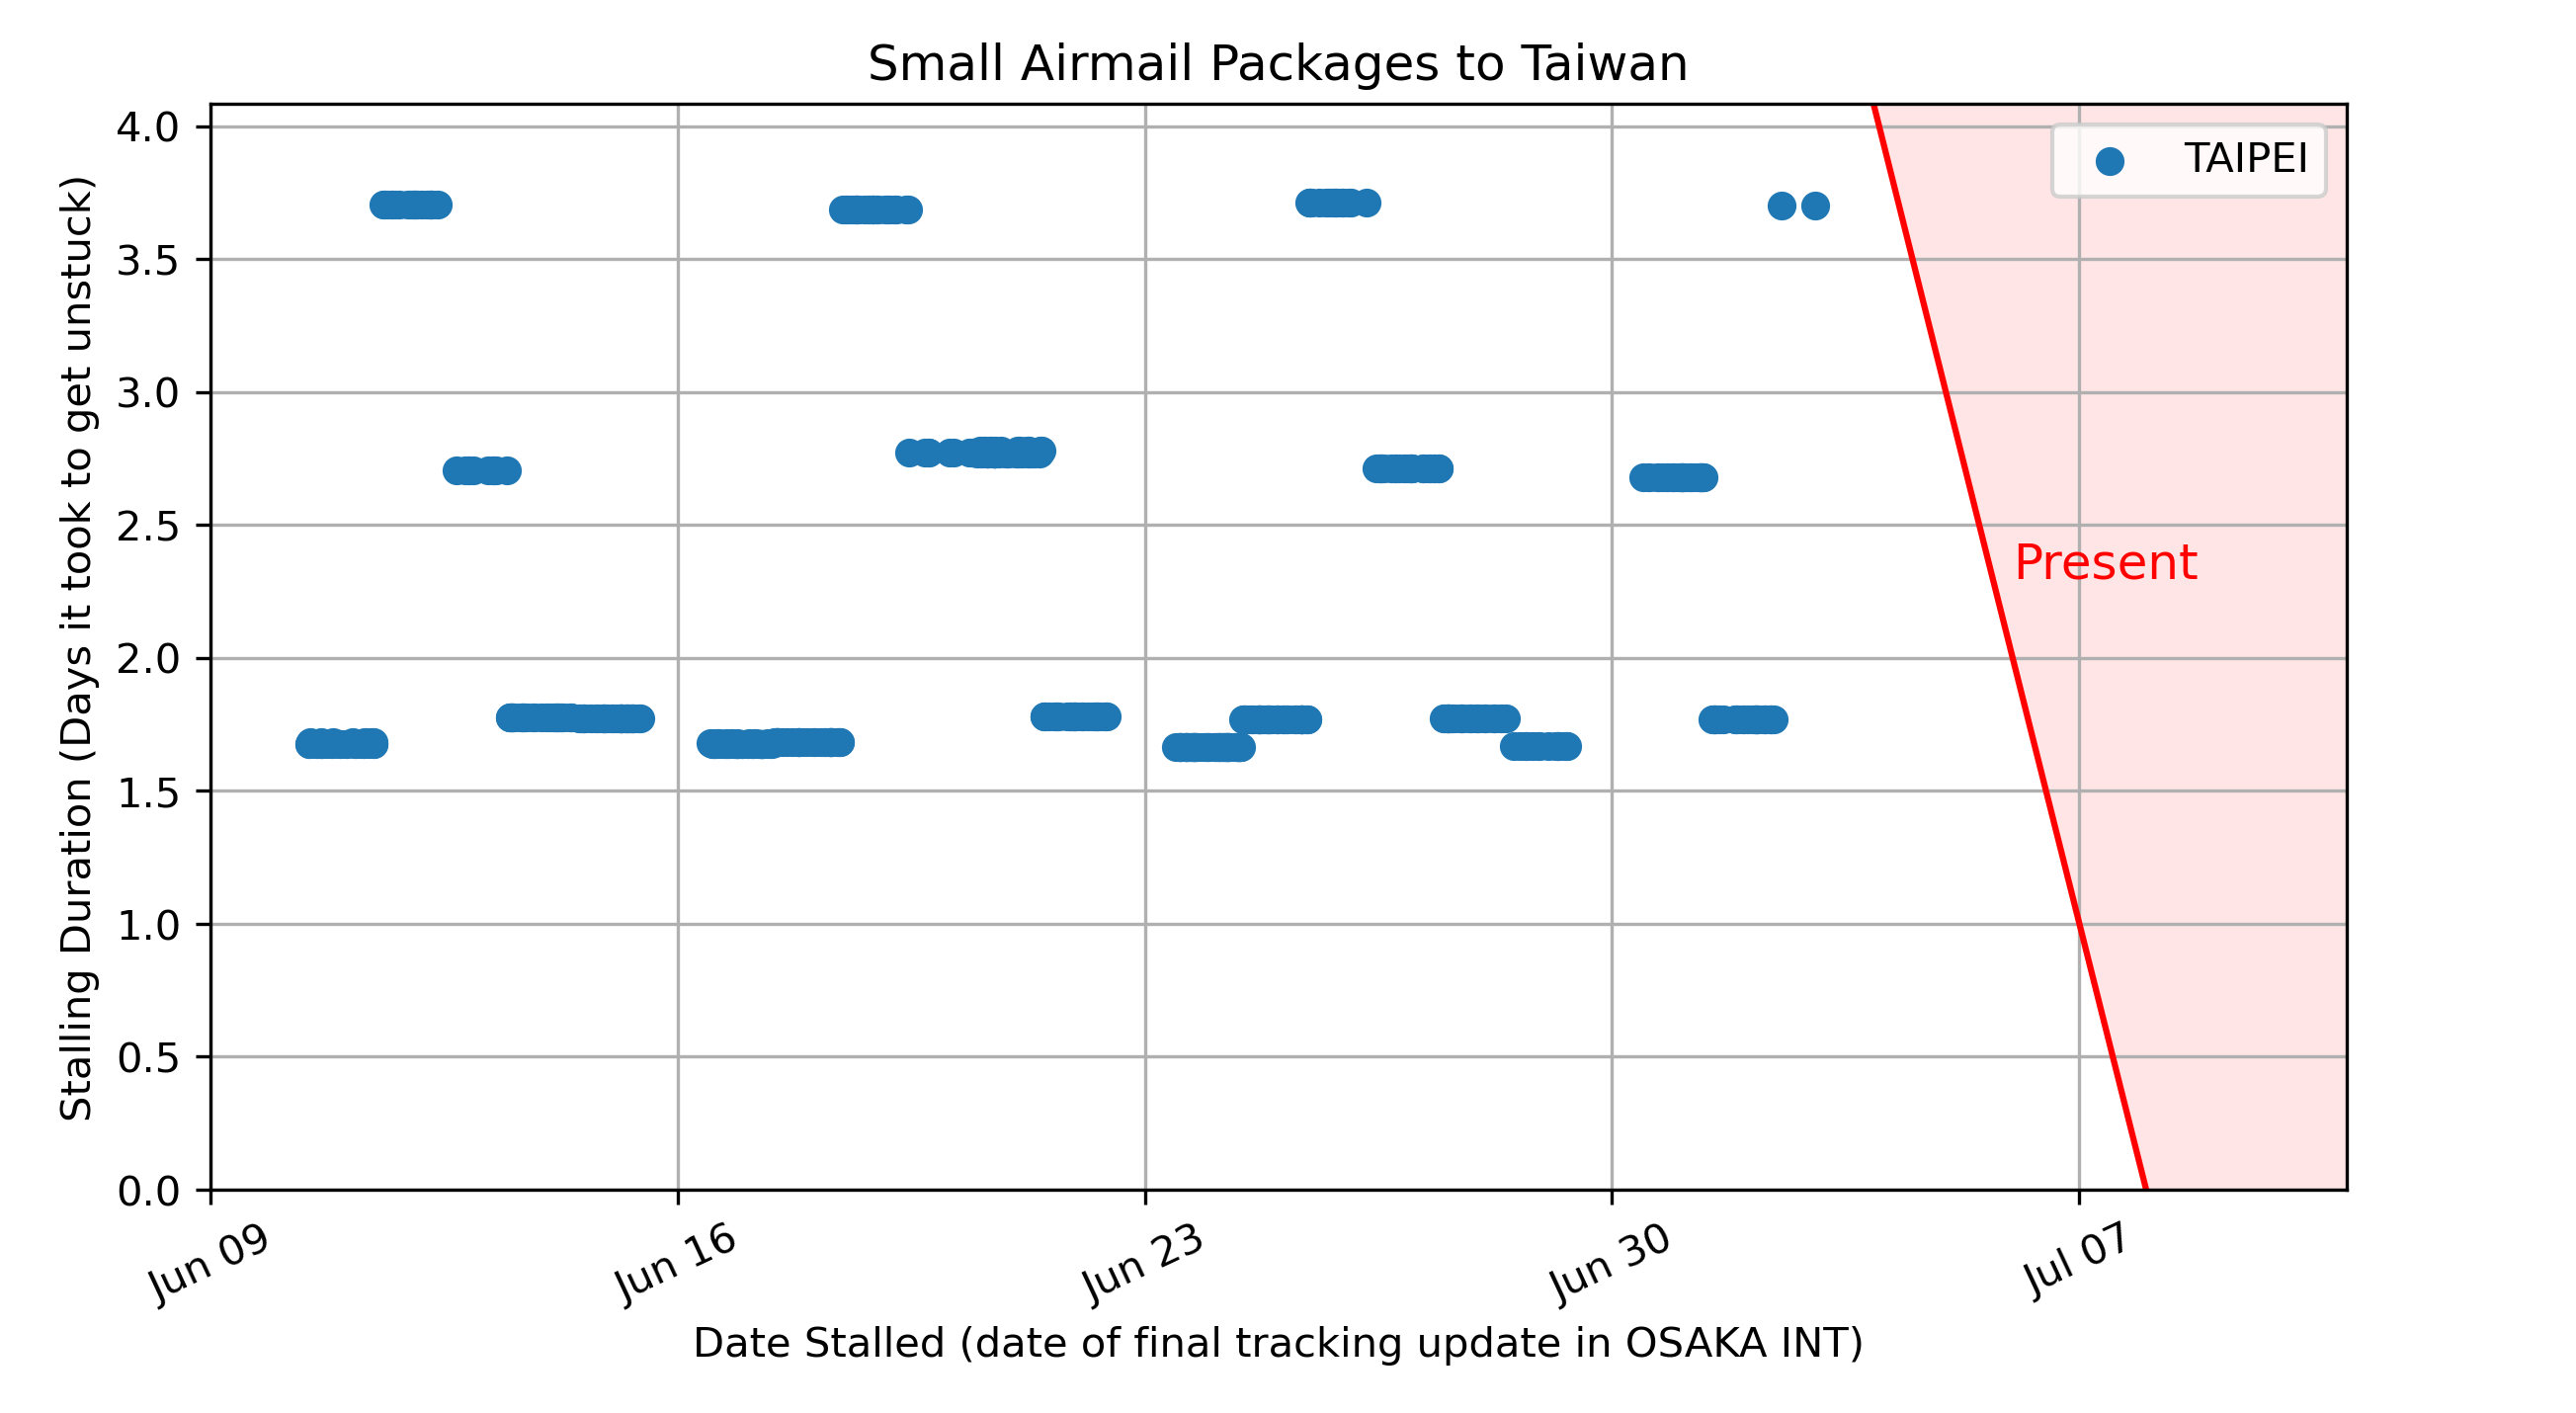 Small Airmail Packages to Taiwan
Stalling Duration (Days it took to get unstuck)
4.0
3.5
3.0
2.5
2.0
1.5
1.0
0.5
0.0
TAIPEI
Present
Jun 09
Jun 16
Jun 23
Jun 30
Jul 07
Date Stalled (date of final tracking update in OSAKA INT)